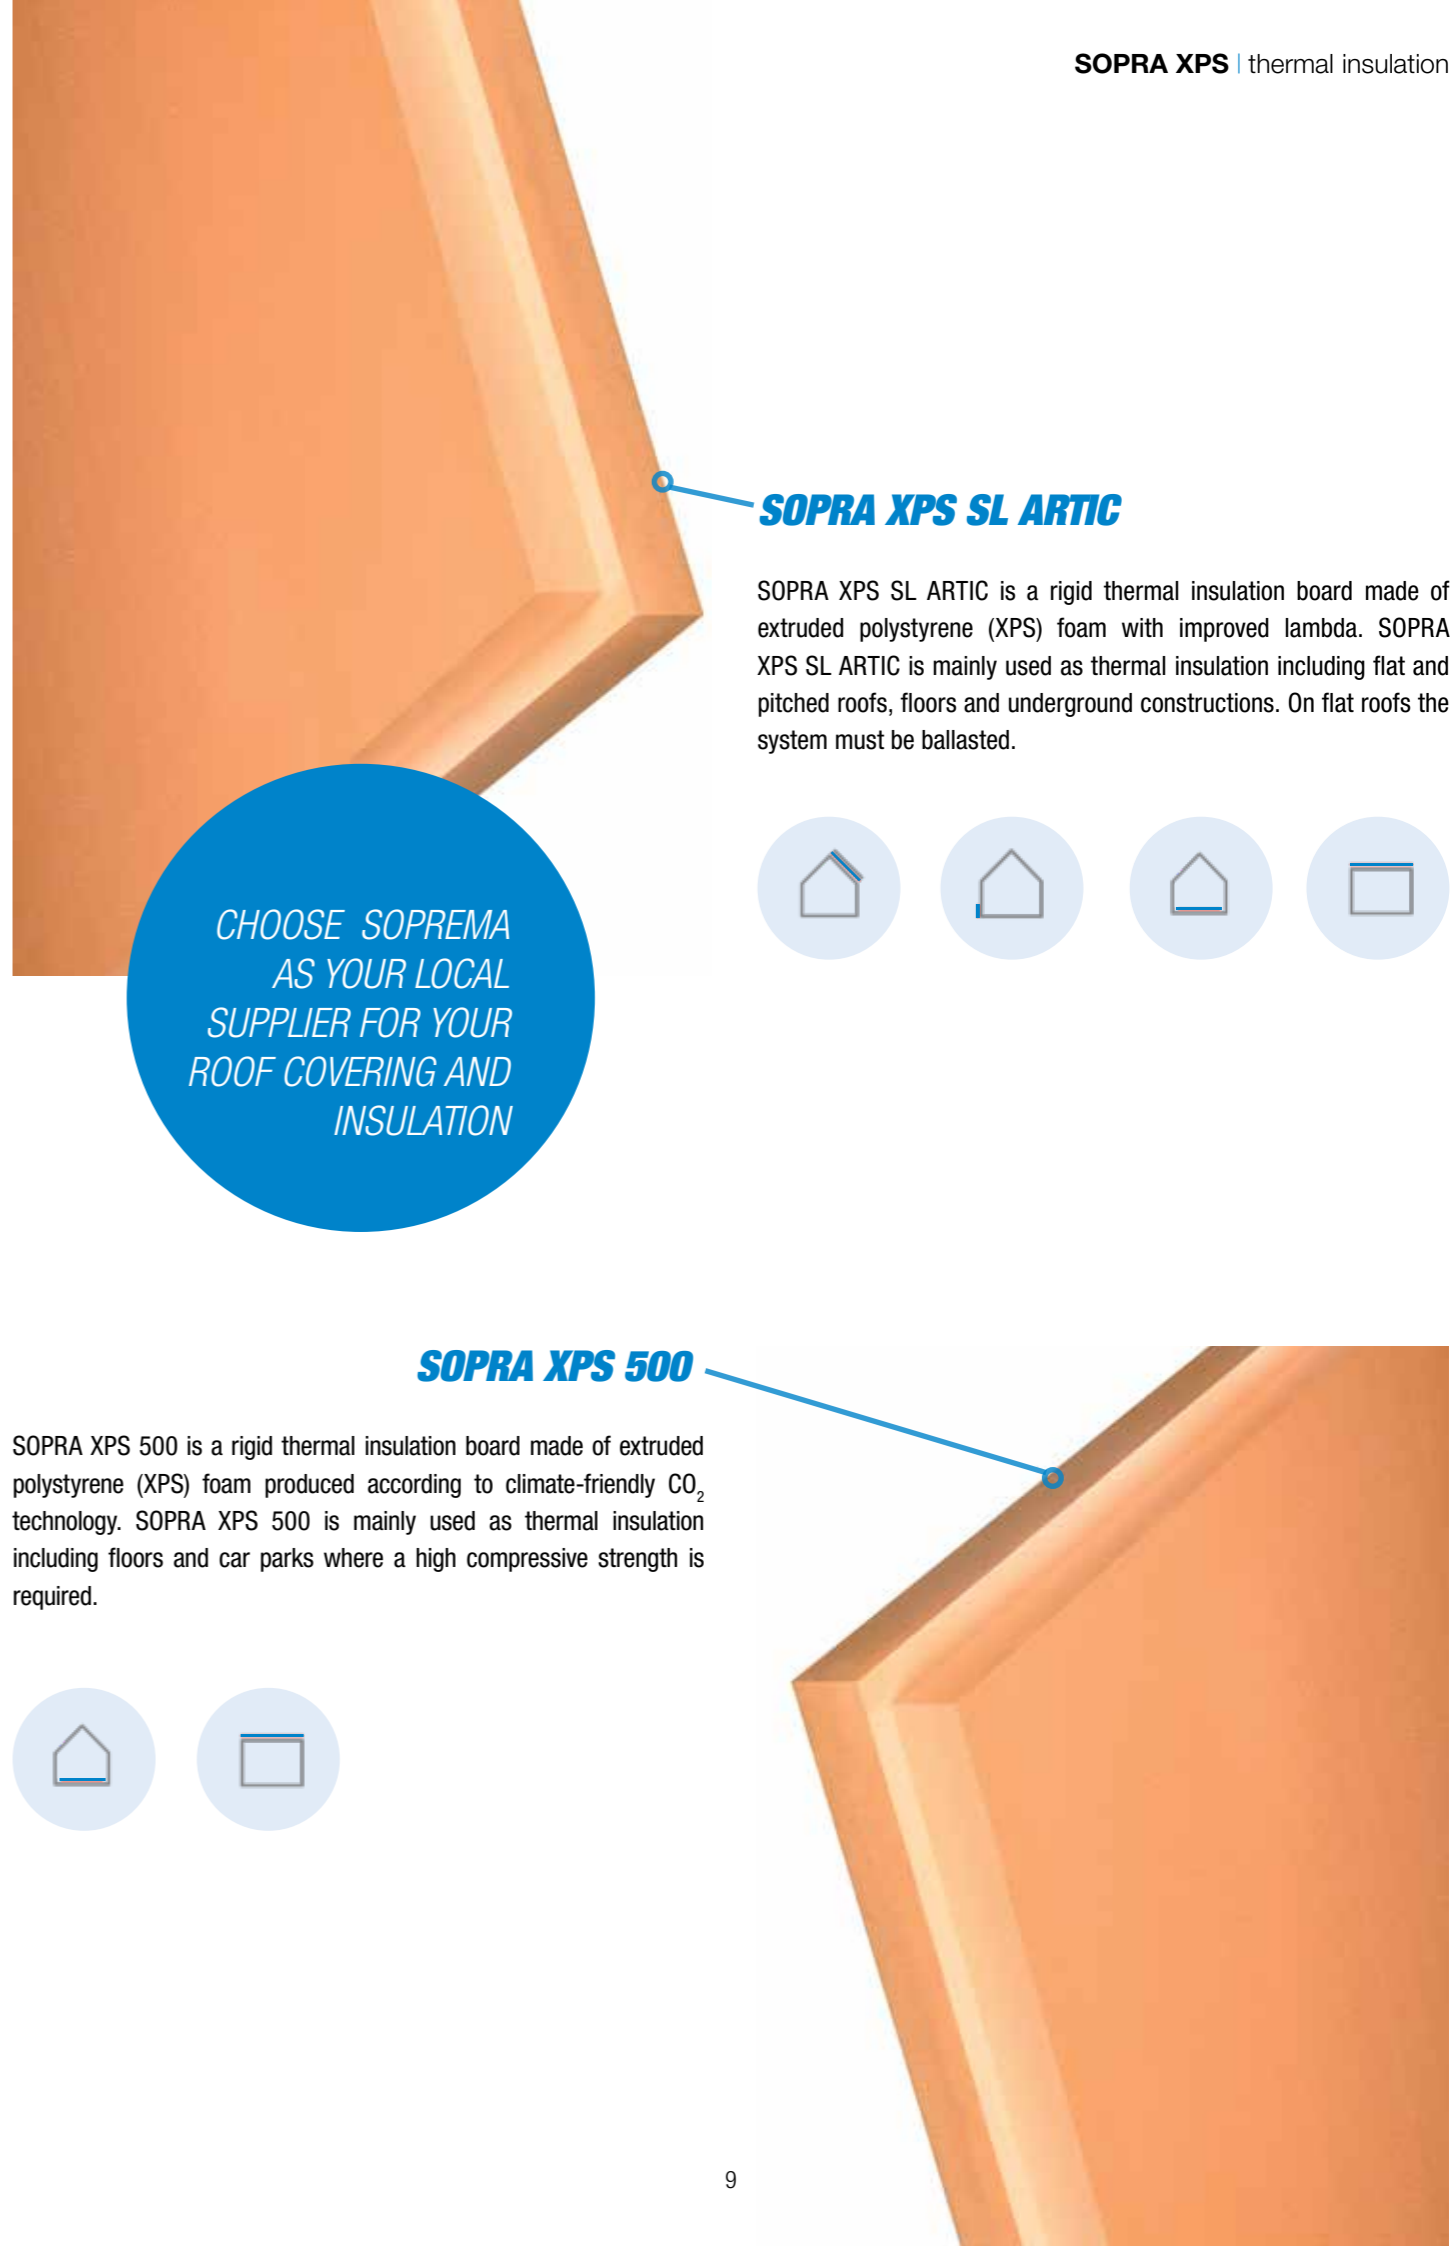 SOPRA XPS | thermal insulation
SOPRA XPS SL ARTIC
SOPRA XPS SL ARTIC is a rigid thermal insulation board made of
extruded polystyrene (XPS) foam with improved lambda. SOPRA
XPS SL ARTIC is mainly used as thermal insulation including flat and
pitched roofs, floors and underground constructions. On flat roofs the
system must be ballasted.
CHOOSE SOPREMA
AS YOUR LOCAL
SUPPLIER FOR YOUR
ROOF COVERING AND
INSULATION
SOPRA XPS 500
SOPRA XPS 500 is a rigid thermal insulation board made of extruded
polystyrene (XPS) foam produced according to climate-friendly CO₂
technology. SOPRA XPS 500 is mainly used as thermal insulation
including floors and car parks where a high compressive strength is
required.
9